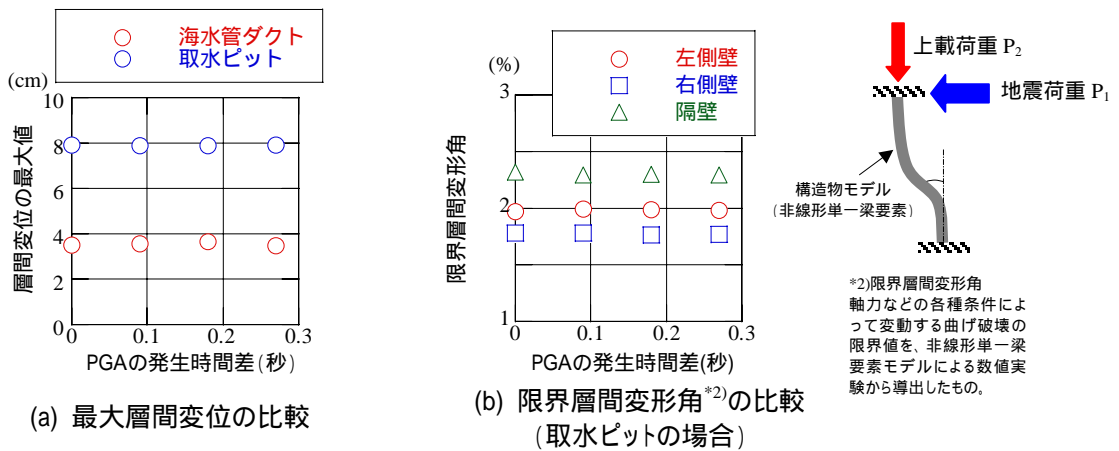 海水管ダクト
取水ピット
(cm)
10
8
6
4
2
0
層間変位の最大値
0
0.1
0.2
0.3
PGAの発生時間差(秒)
(a) 最大層間変位の比較
左側壁
右側壁
隔壁
(%)
3
2
1
限界層間変形角
0
0.1
0.2
0.3
PGAの発生時間差(秒)
(b) 限界層間変形角*2)の比較
(取水ピットの場合)
上載荷重 P2
地震荷重 P1
構造物モデル
(非線形単一梁要素)
*2)限界層間変形角
軸力などの各種条件によ
って変動する曲げ破壊の
限界値を、非線形単一梁
要素モデルによる数値実
験から導出したもの。